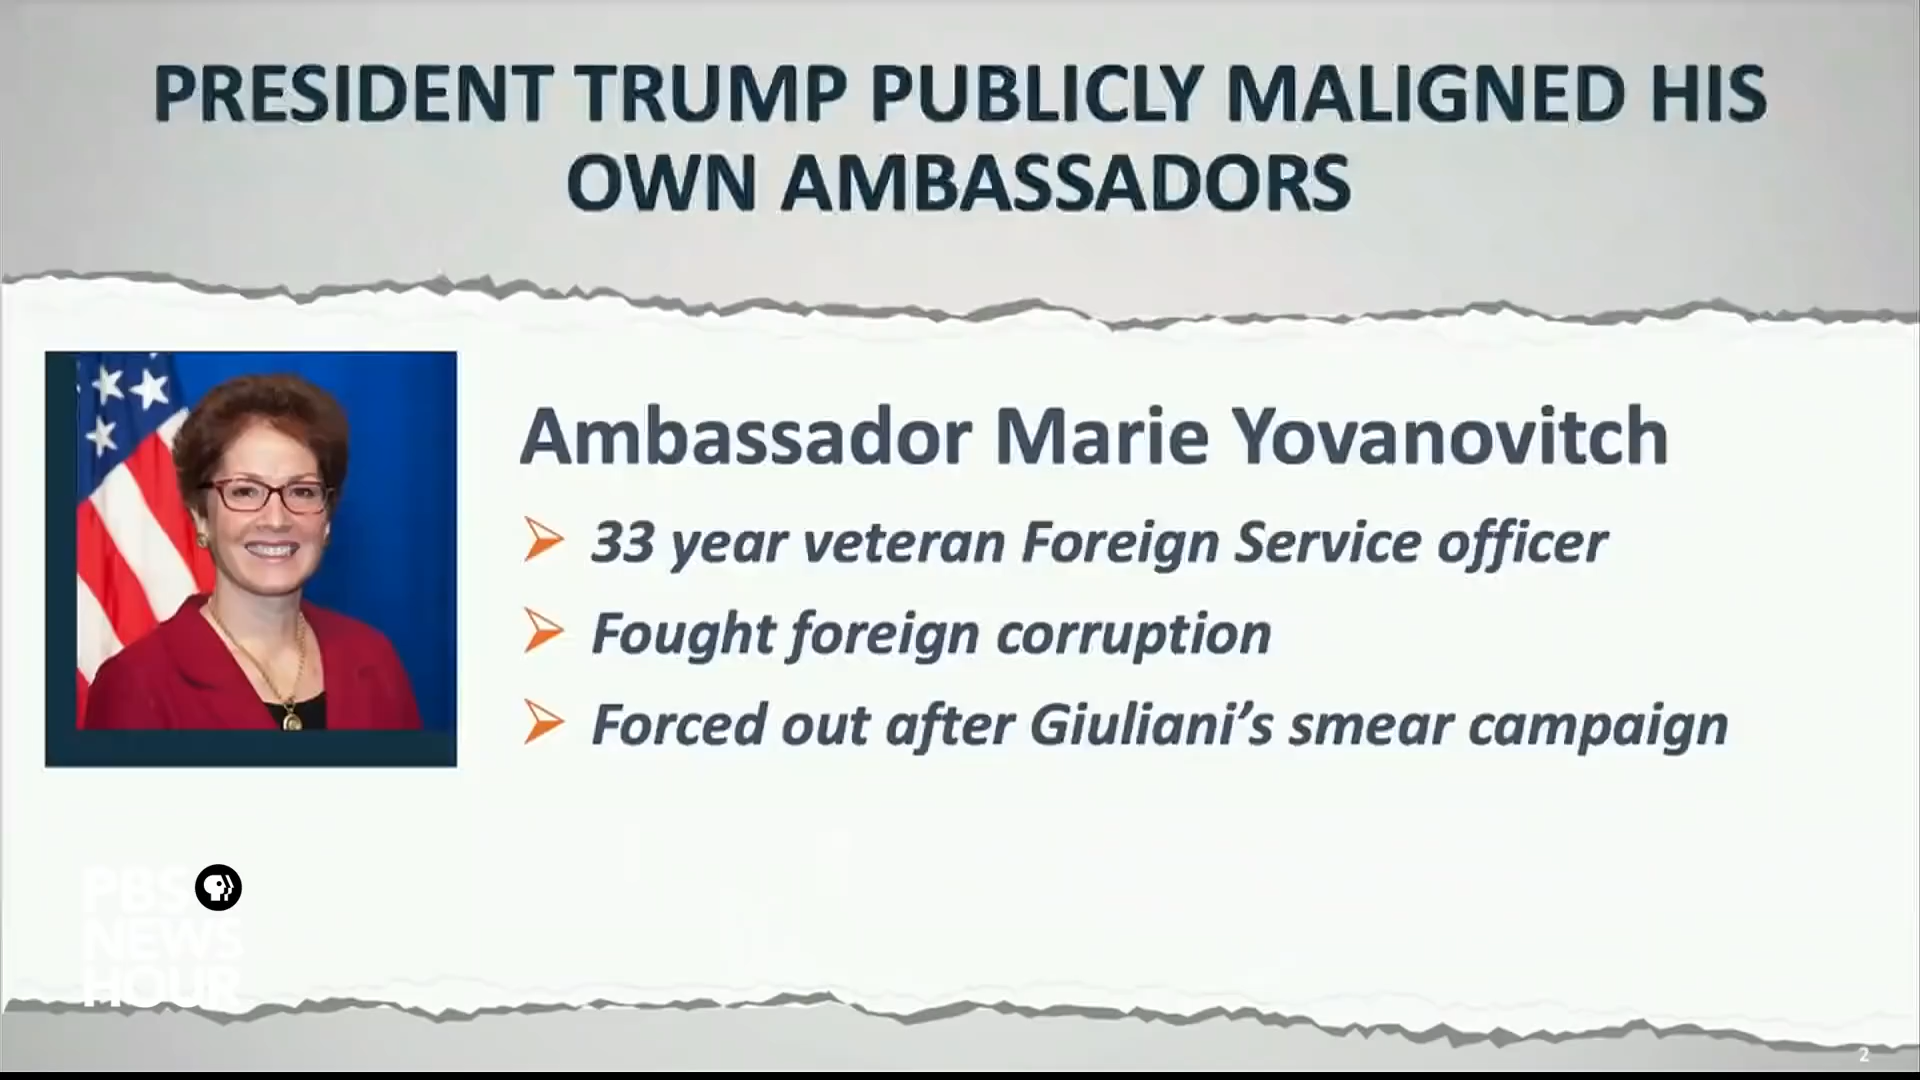 PRESIDENT TRUMP PUBLICLY MALIGNED HIS
OWN AMBASSADORS
Ambassador Marie Yovanovitch
33 year veteran Foreign Service officer
Fought foreign corruption
Forced out after Giuliani’s smear campaign
PBS
NEWS
HOUR
2